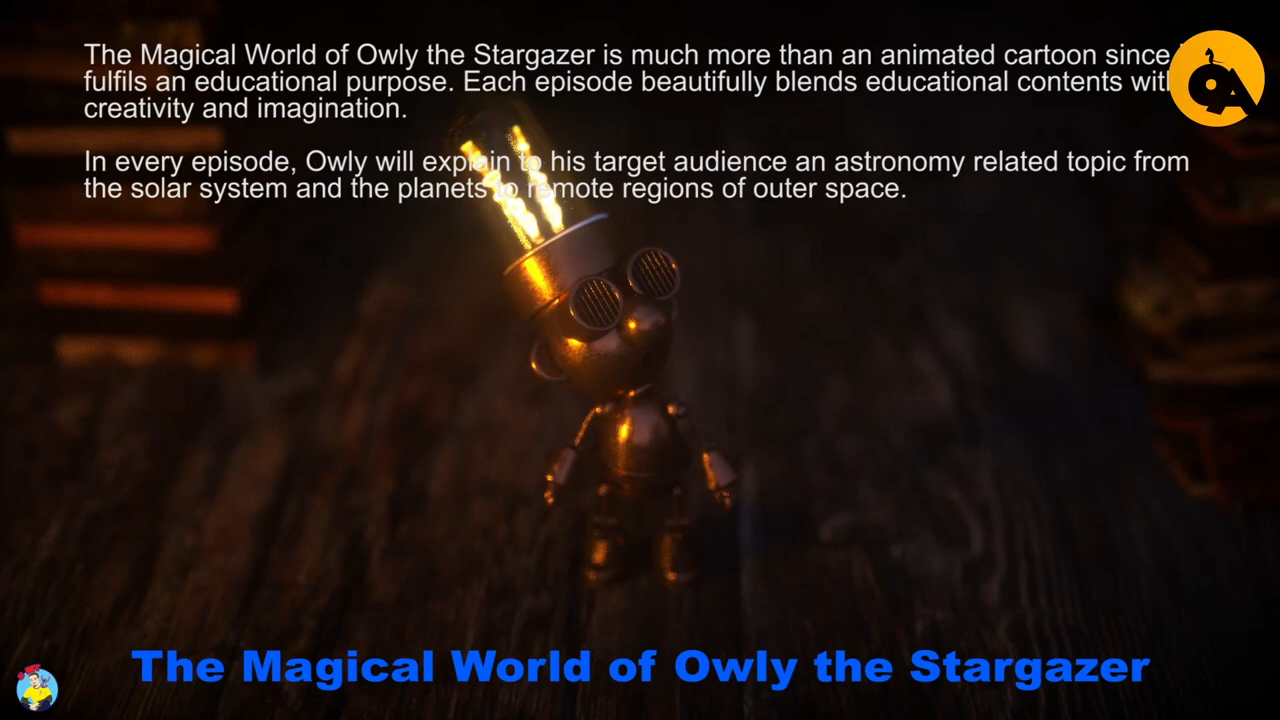 The Magical World of Owly the Stargazer is much more than an animated cartoon since
fulfils an educational purpose. Each episode beautifully blends educational contents with
creativity and imagination.
In every episode, Owly will explain to his target audience an astronomy related topic from
the solar system and the planets to remote regions of outer space.
The Magical World of Owly the Stargazer